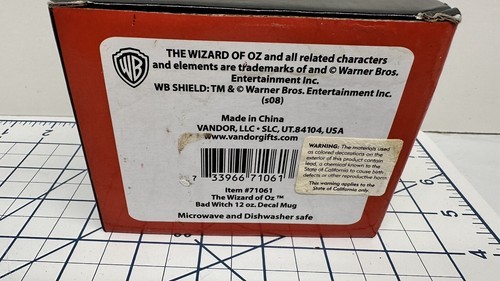 WB
THE WIZARD OF OZ and all related characters
and elements are trademarks of and © Warner Bros.
Entertainment Inc.
WB SHIELD: TM & © Warner Bros. Entertainment Inc.
(s08)
Made in China
VANDOR, LLC • SLC, UT.84104, USA
www.vandorgifts.com
7 33966 71061
Item #71061
The Wizard of Oz ™
Bad Witch 12 oz. Decal Mug
Microwave and Dishwasher safe
WARNING: The materials used
as colored decorations on the
exterior of this product contain
lead, a chemical known to the
State of California to cause birth
defects or other reproductive harm
This warning applies to the
State of California only.